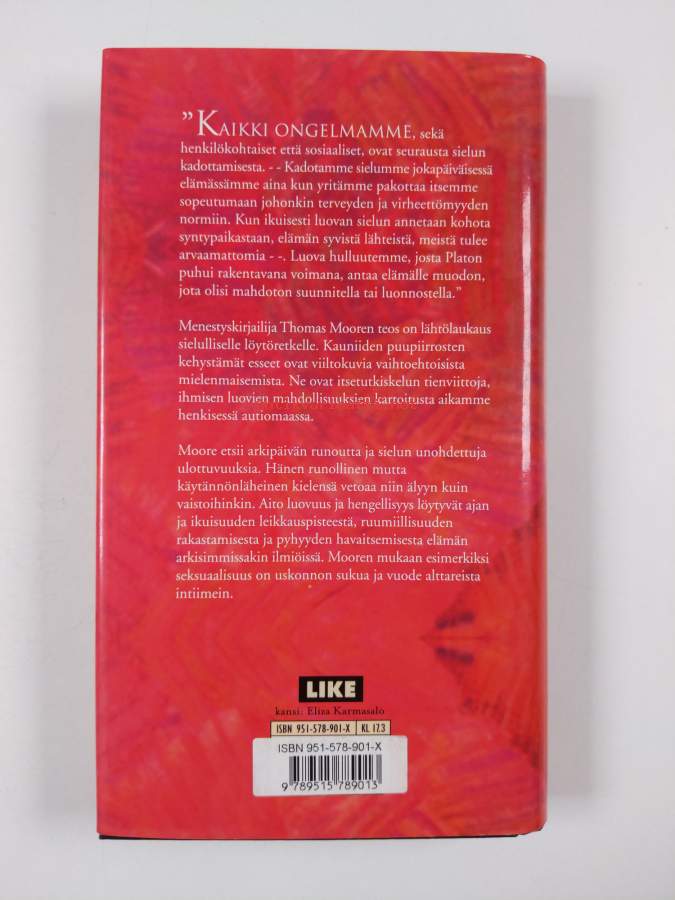 ”KAIKKI ONGELMAMME, sekä
henkilökohtaiset että sosiaaliset, ovat seurausta sielun
kadottamisesta. - - Kadotamme sielumme jokapäiväisessä
elämässämme aina kun yritämme pakottaa itsemme
sopeutumaan johonkin terveyden ja virheettömyyden
normiin. Kun ikuisesti luovan sielun annetaan kohota
syntypaikastaan, elämän syvistä lähteistä, meistä tulee
arvaamattomia - -. Luova hulluutemme, josta Platon
puhui rakentavana voimana, antaa elämälle muodon,
jota olisi mahdoton suunnitella tai luonnostella.”
Menestyskirjailija Thomas Mooren teos on lähtölaukaus
sielulliselle löytöretkelle. Kauniiden puupiirrosten
kehystämät esseet ovat viiltokuvia vaihtoehtoisista
mielenmaisemista. Ne ovat itsetutkiskelun tienviittoja,
ihmisen luovien mahdollisuuksien kartoitusta aikamme
henkisessä autiomaassa.
Moore etsii arkipäivän runoutta ja sielun unohdettuja
ulottuvuuksia. Hänen runollinen mutta
käytännönläheinen kielensä vetoaa niin älyyn kuin
vaistoihinkin. Aito luovuus ja hengellisyys löytyvät ajan
ja ikuisuuden leikkauspisteestä, ruumiillisuuden
rakastamisesta ja pyhyyden havaitsemisesta elämän
arkisimmissakin ilmiöissä. Mooren mukaan esimerkiksi
seksuaalisuus on uskonnon sukua ja vuode alttareista
intiimein.
LIKE
kansi: Eliza Karmasalo
ISBN 951-578-901-X KL 17.3
ISBN 951-578-901-X
9 789515 789013